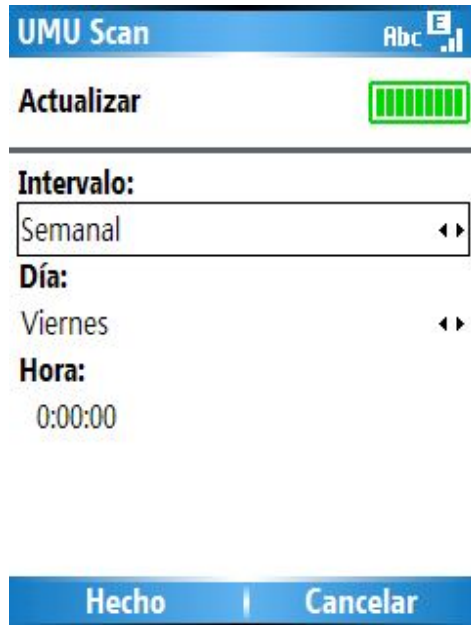 UMU Scan
Abc E
Actualizar
Intervalo:
Semanal
Día:
Viernes
Hora:
0:00:00
Hecho Cancelar